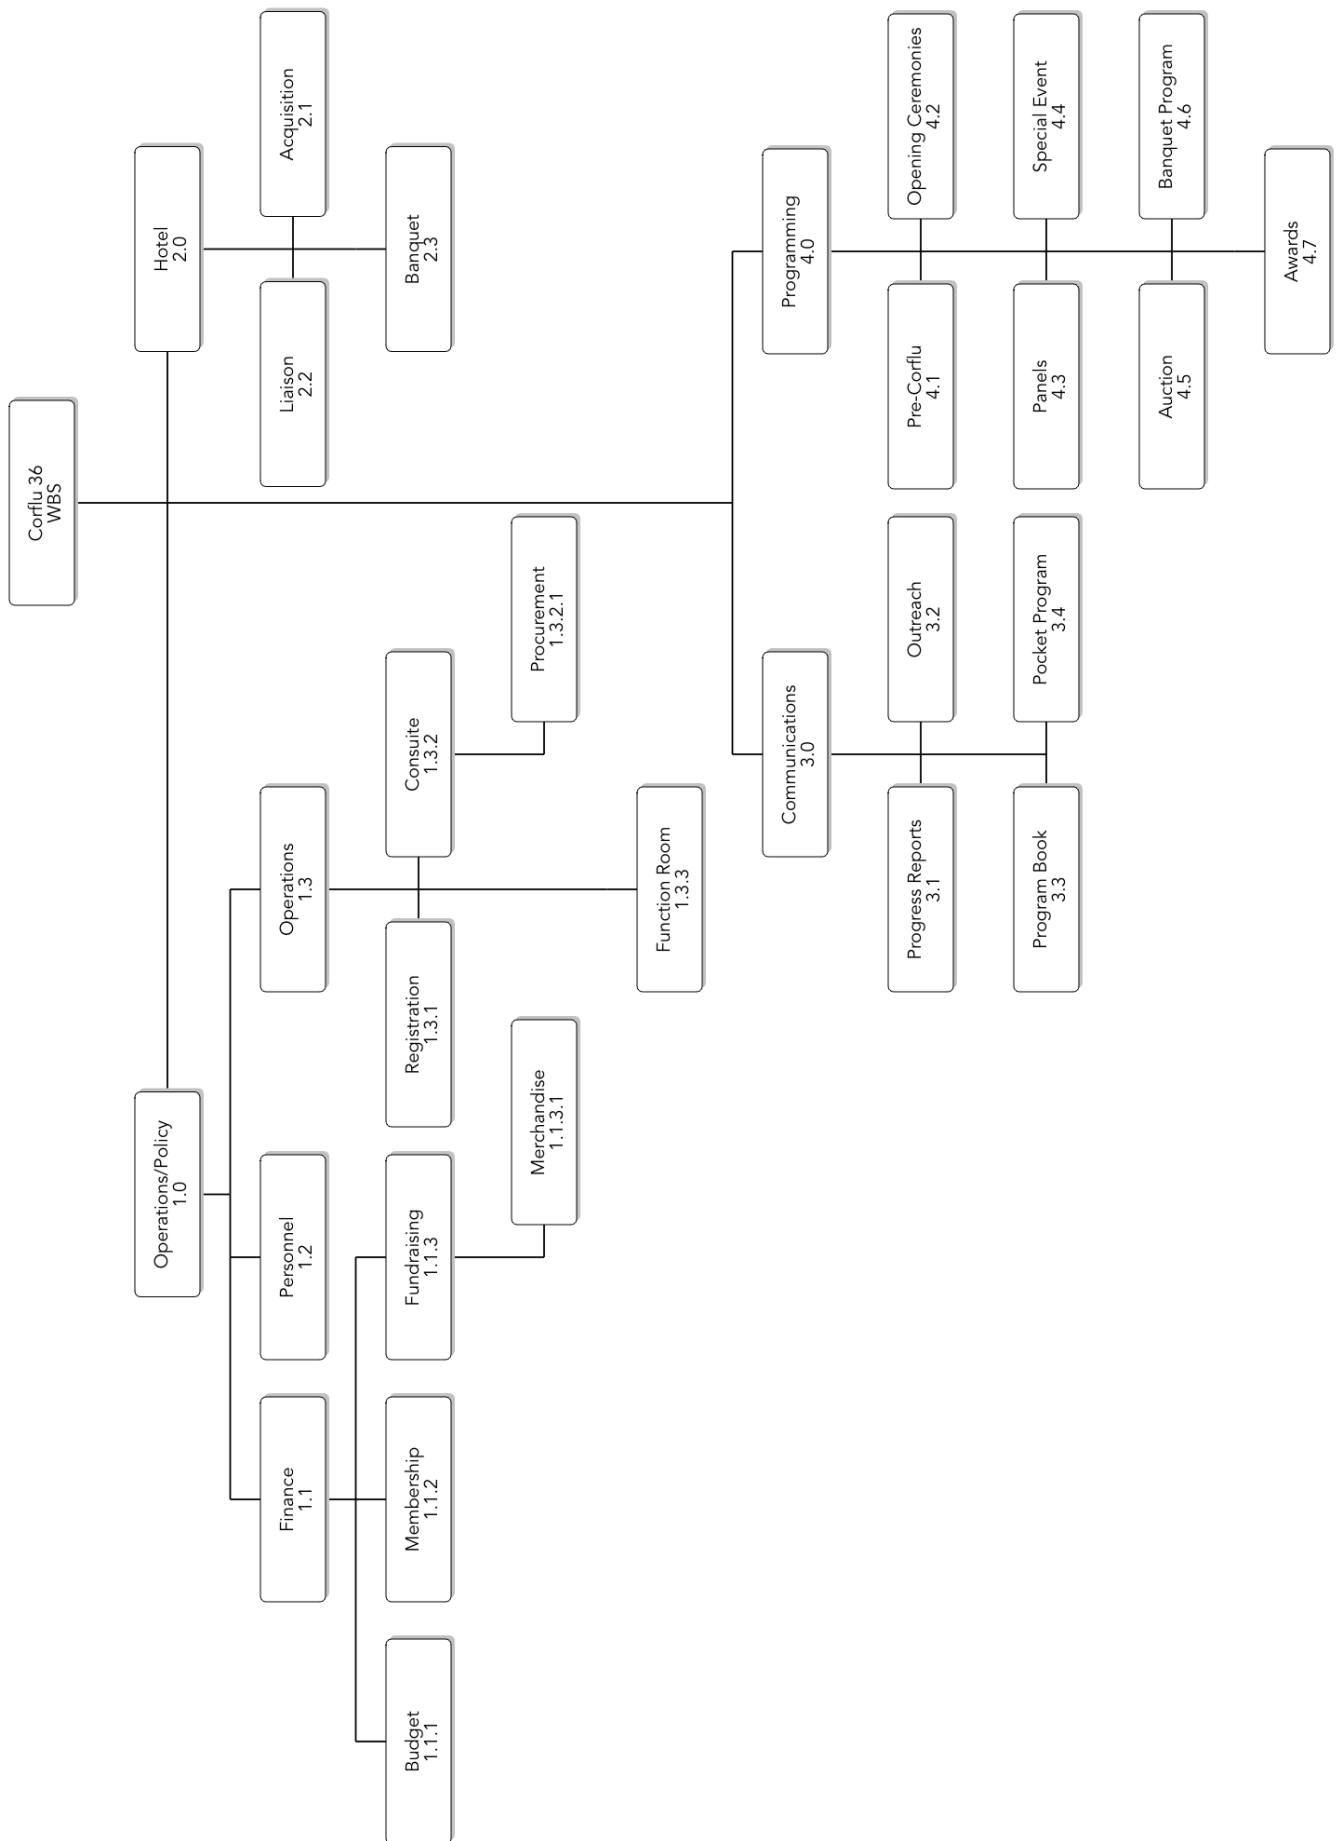 Corflu 36
WBS
Operations/Policy
1.0
Hotel
2.0
Finance
1.1
Personnel
1.2
Operations
1.3
Liaison
2.2
Acquisition
2.1
Budget
1.1.1
Membership
1.1.2
Fundraising
1.1.3
Registration
1.3.1
Consuite
1.3.2
Banquet
2.3
Merchandise
1.1.3.1
Procurement
1.3.2.1
Function Room
1.3.3
Communications
3.0
Programming
4.0
Progress Reports
3.1
Outreach
3.2
Pre-Corflu
4.1
Opening Ceremonies
4.2
Program Book
3.3
Pocket Program
3.4
Panels
4.3
Special Event
4.4
Auction
4.5
Banquet Program
4.6
Awards
4.7